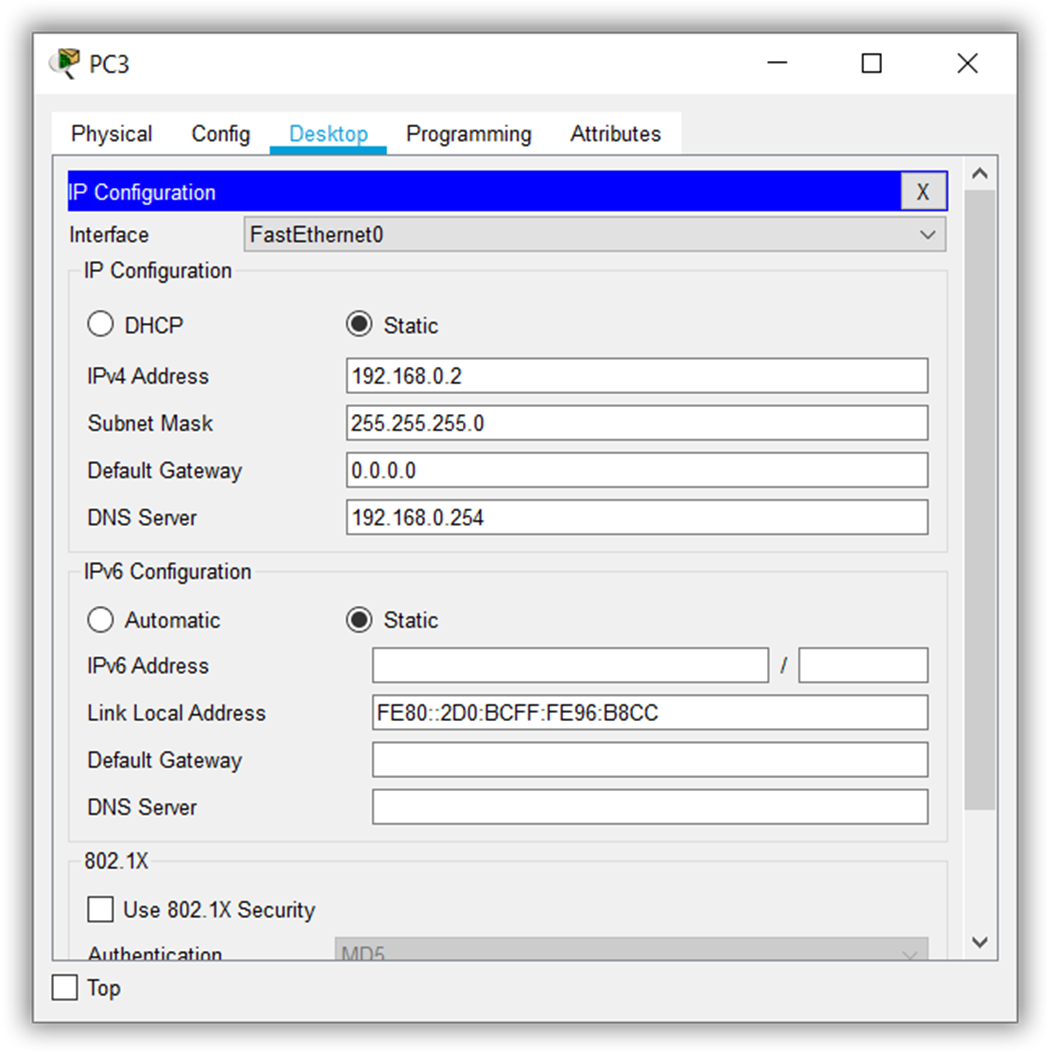 PC3
Physical Config Desktop Programming Attributes
IP Configuration X
Interface FastEthernet0
IP Configuration
DHCP Static
IPv4 Address 192.168.0.2
Subnet Mask 255.255.255.0
Default Gateway 0.0.0.0
DNS Server 192.168.0.254
IPv6 Configuration
Automatic Static
IPv6 Address /
Link Local Address FE80::2D0:BCFF:FE96:B8CC
Default Gateway
DNS Server
802.1X
Use 802.1X Security
Authentication MD5
Top